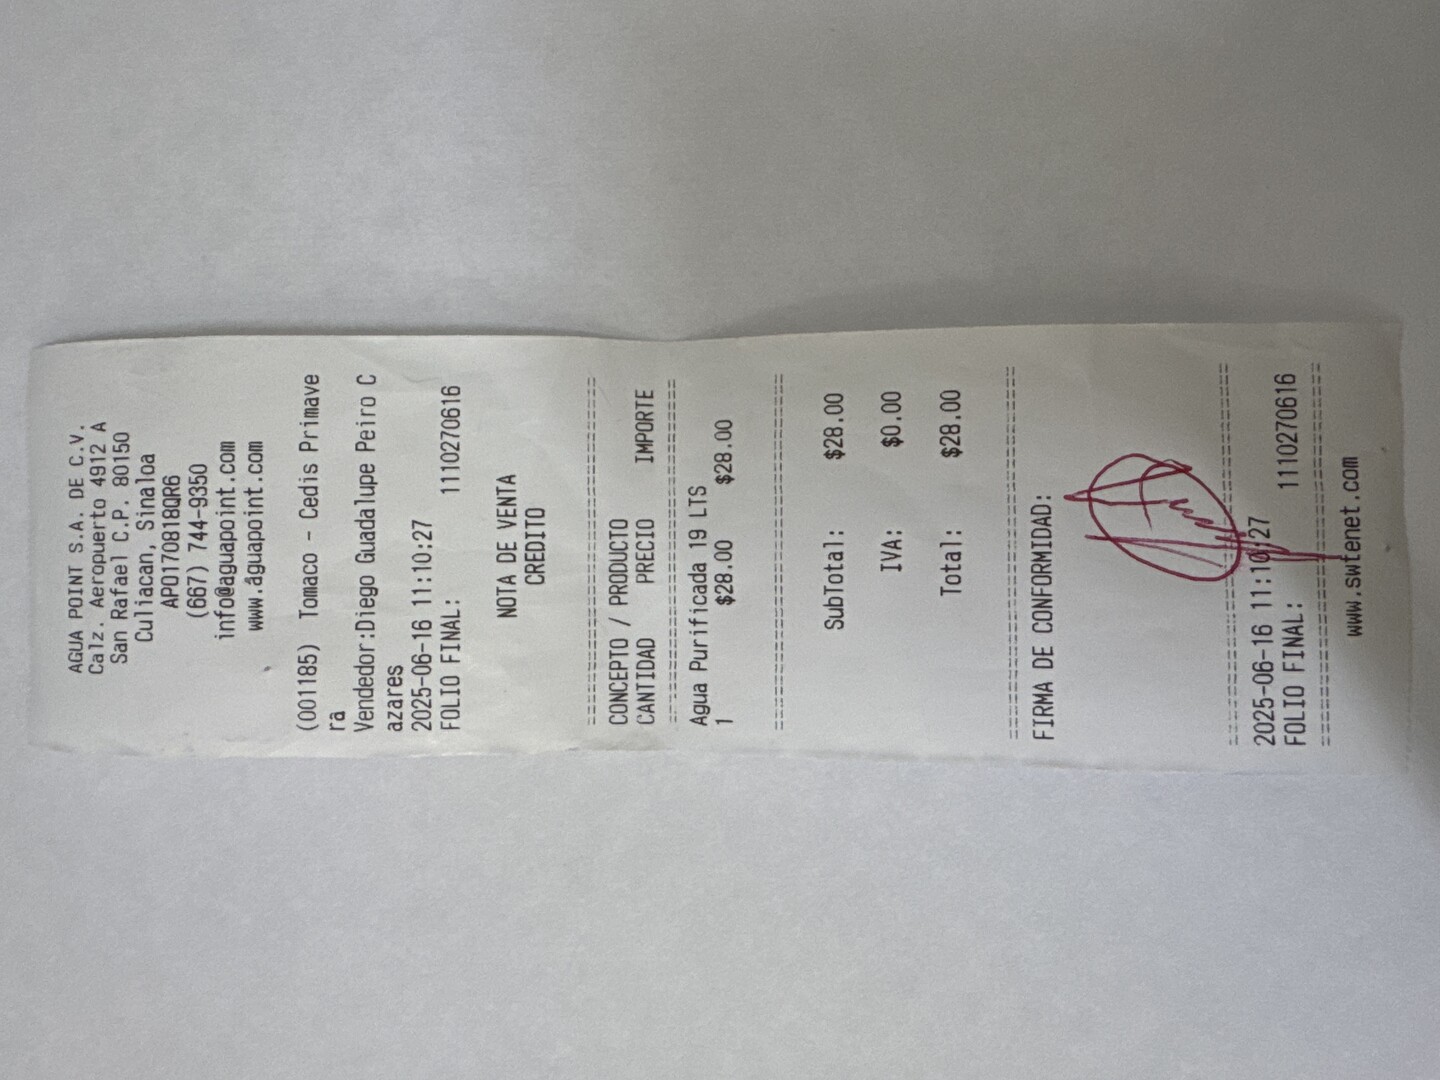 AGUA POINT S.A. DE C.V.
Calz. Aeropuerto 4912 A
San Rafael C.P. 80150
Culiacan, Sinaloa
APO170818QR6
(667) 744-9350
info@aguapoint.com
www.aguapoint.com
(001185) Tomaco - Cedis Primave
ra
Vendedor:Diego Guadalupe Peiro C
azares
2025-06-16 11:10:27
FOLIO FINAL: 1110270616
NOTA DE VENTA
CREDITO
================================
CONCEPTO / PRODUCTO
CANTIDAD PRECIO IMPORTE
================================
Agua Purificada 19 LTS
1 $28.00 $28.00
================================
SubTotal: $28.00
IVA: $0.00
Total: $28.00
================================
FIRMA DE CONFORMIDAD:
================================
2025-06-16 11:10:27
FOLIO FINAL: 1110270616
================================
www.swtenet.com